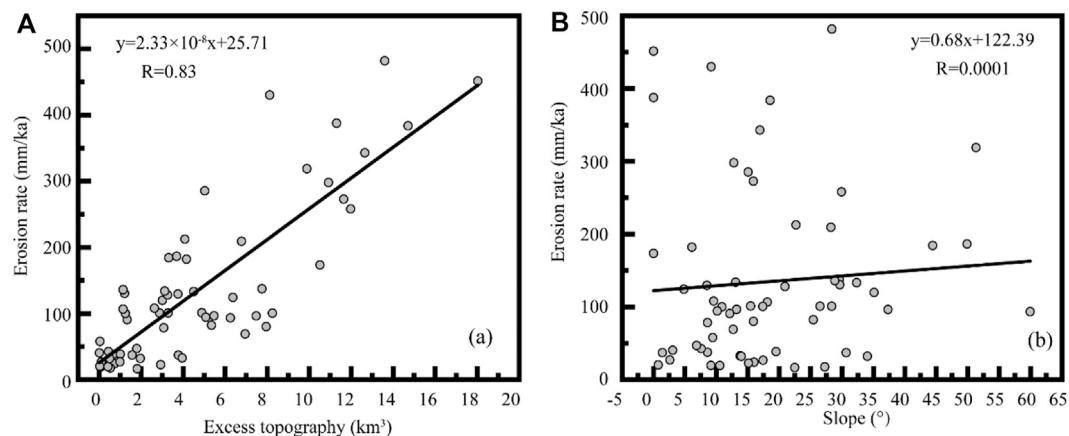 A
y=2.33×10⁻⁸x+25.71
R=0.83
Erosion rate (mm/ka)
500
400
300
200
100
0
(a)
0 2 4 6 8 10 12 14 16 18 20
Excess topography (km³)
B
y=0.68x+122.39
R=0.0001
Erosion rate (mm/ka)
500
400
300
200
100
0
(b)
-5 0 5 10 15 20 25 30 35 40 45 50 55 60 65
Slope (°)